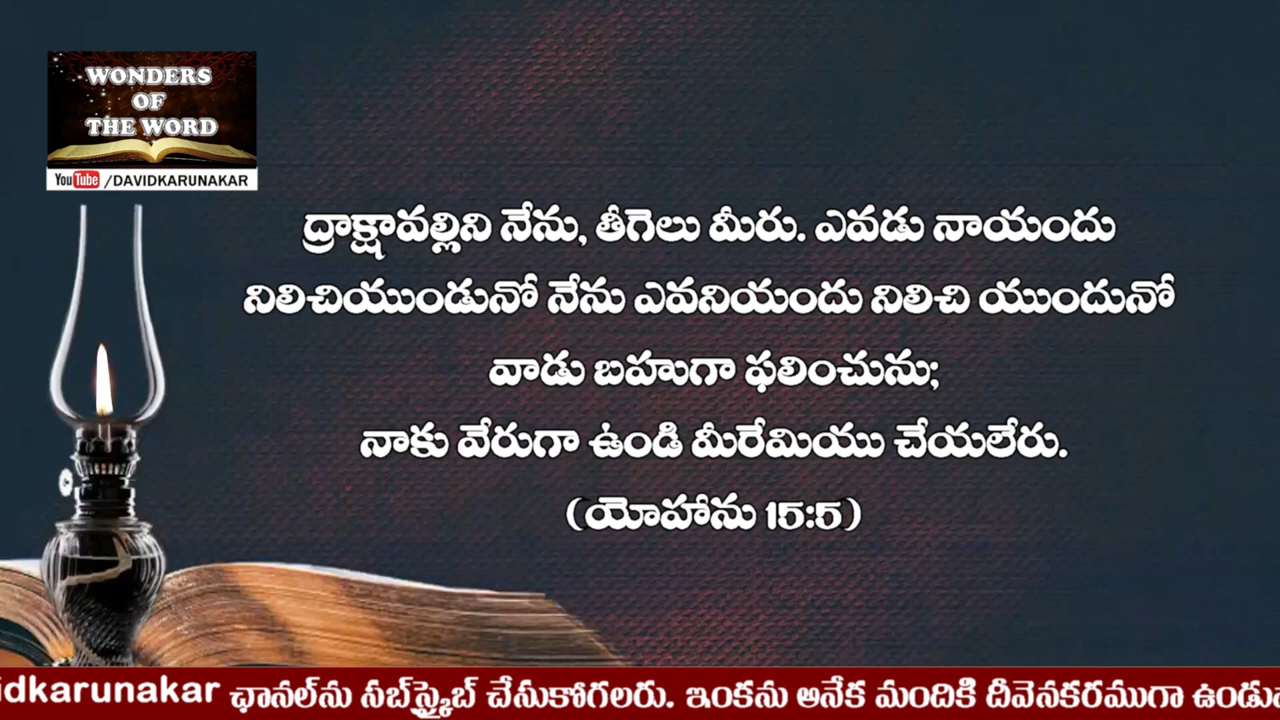 WONDERS
OF
THE WORD
YouTube /DAVIDKARUNAKAR
ద్రాక్షావల్లిని నేను, తీగెలు మీరు. ఎవడు నాయందు
నిలిచియుండునో నేను ఎవనియందు నిలిచి యుందునో
వాడు బహుగా ఫలించును;
నాకు వేరుగా ఉండి మీరేమియు చేయలేరు.
(యోహాను 15:5)
idkarunakar ఛానల్‌ను సబ్‌స్క్రైబ్ చేసుకోగలరు. ఇంకను అనేక మందికి దీవెనకరముగా